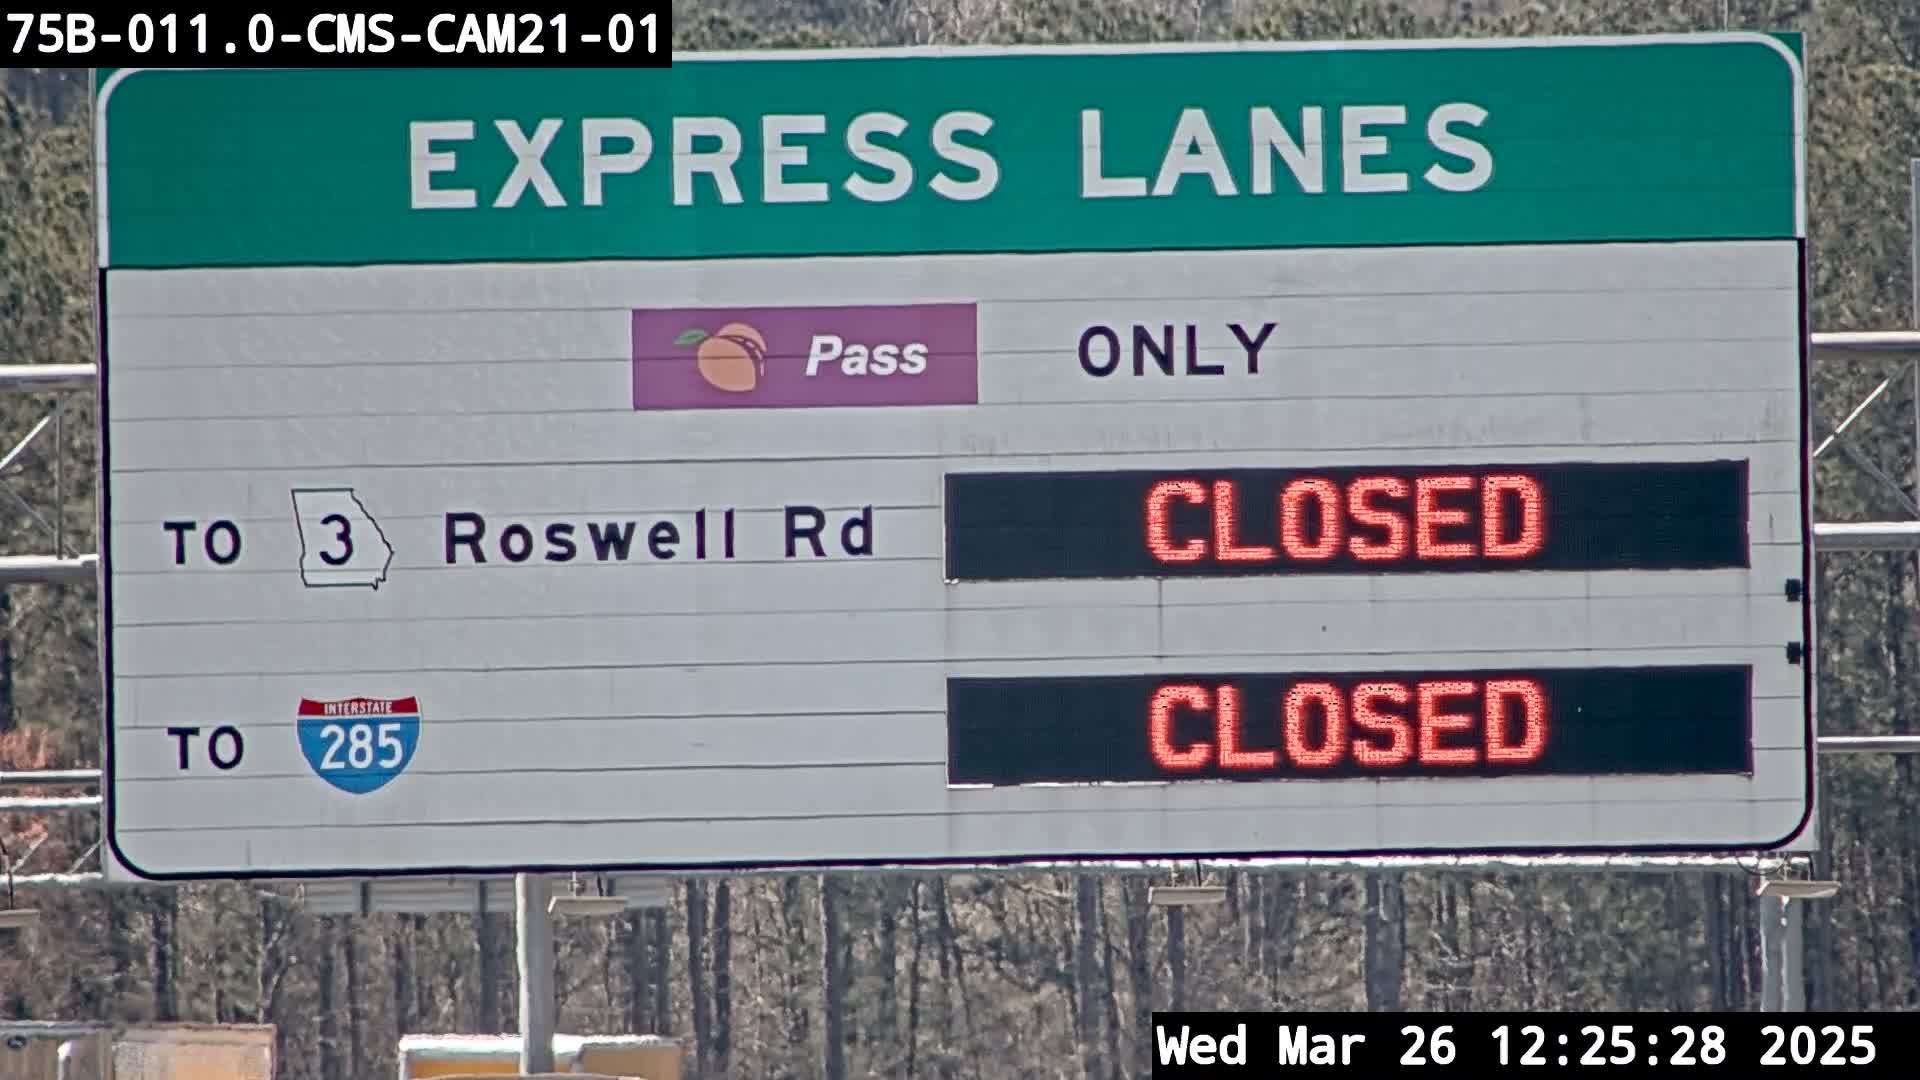 75B-011.0-CMS-CAM21-01
EXPRESS LANES
Pass ONLY
TO 3 Roswell Rd CLOSED
INTERSTATE
TO 285 CLOSED
Wed Mar 26 12:25:28 2025